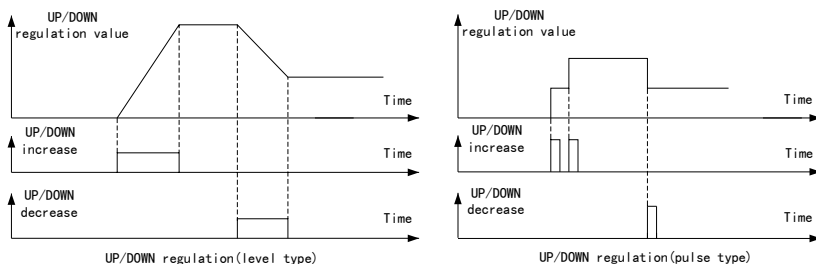 UP/DOWN
regulation value
Time
UP/DOWN
increase
Time
UP/DOWN
decrease
Time
UP/DOWN regulation(level type)
UP/DOWN
regulation value
Time
UP/DOWN
increase
Time
UP/DOWN
decrease
Time
UP/DOWN regulation(pulse type)